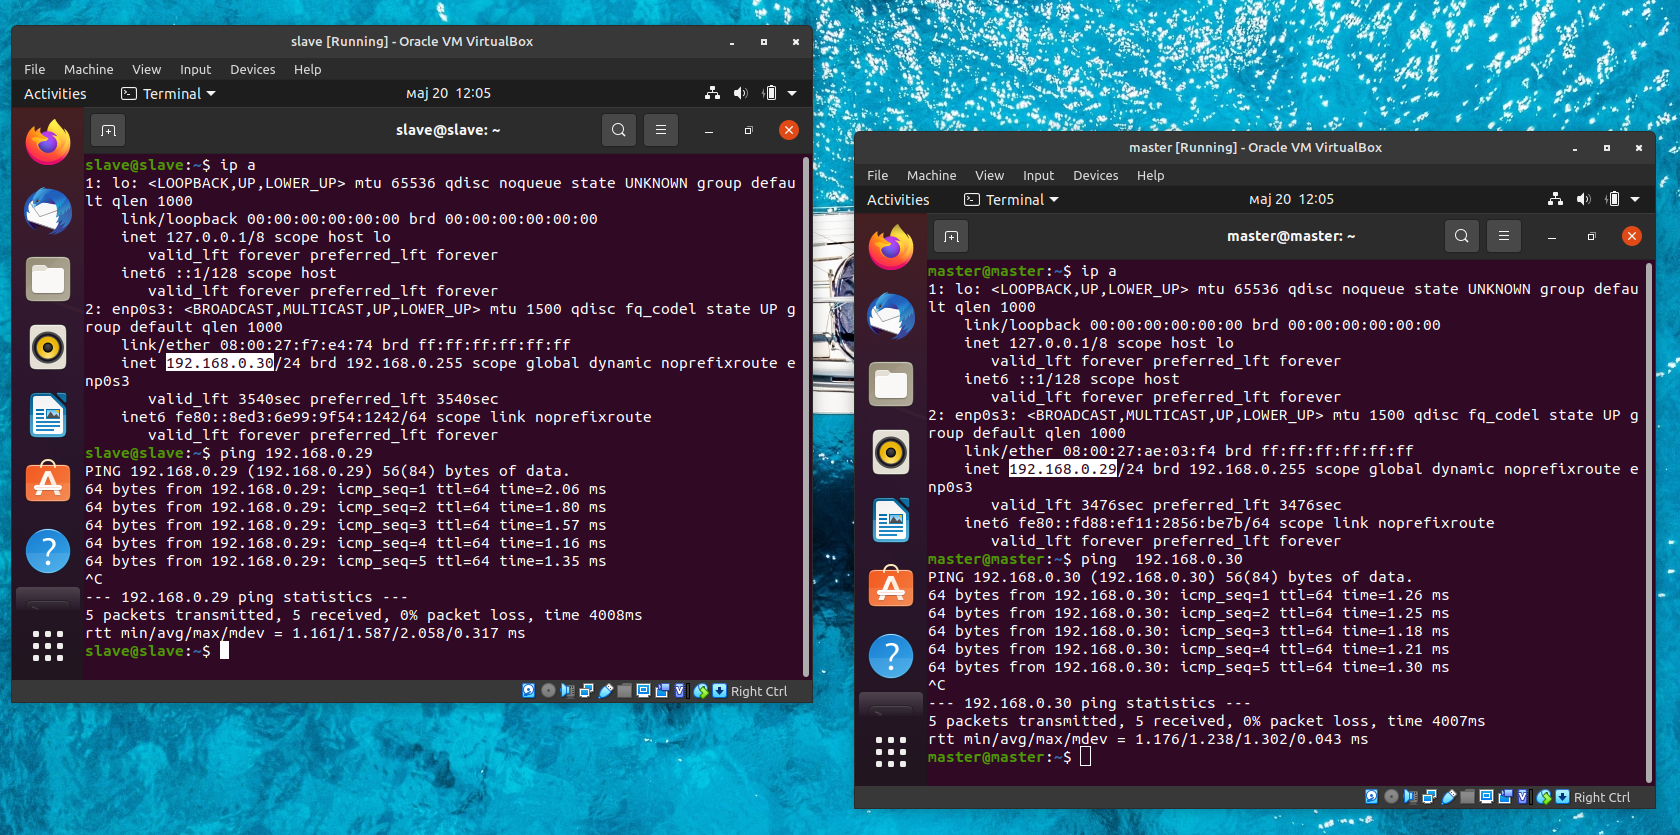 slave [Running] - Oracle VM VirtualBox
File Machine View Input Devices Help
Activities Terminal мај 20 12:05
slave@slave: ~
slave@slave:~$ ip a
1: lo: <LOOPBACK,UP,LOWER_UP> mtu 65536 qdisc noqueue state UNKNOWN group defau
lt qlen 1000
    link/loopback 00:00:00:00:00:00 brd 00:00:00:00:00:00
    inet 127.0.0.1/8 scope host lo
       valid_lft forever preferred_lft forever
    inet6 ::1/128 scope host
       valid_lft forever preferred_lft forever
2: enp0s3: <BROADCAST,MULTICAST,UP,LOWER_UP> mtu 1500 qdisc fq_codel state UP g
roup default qlen 1000
    link/ether 08:00:27:f7:e4:74 brd ff:ff:ff:ff:ff:ff
    inet 192.168.0.30/24 brd 192.168.0.255 scope global dynamic noprefixroute e
np0s3
       valid_lft 3540sec preferred_lft 3540sec
    inet6 fe80::8ed3:6e99:9f54:1242/64 scope link noprefixroute
       valid_lft forever preferred_lft forever
slave@slave:~$ ping 192.168.0.29
PING 192.168.0.29 (192.168.0.29) 56(84) bytes of data.
64 bytes from 192.168.0.29: icmp_seq=1 ttl=64 time=2.06 ms
64 bytes from 192.168.0.29: icmp_seq=2 ttl=64 time=1.80 ms
64 bytes from 192.168.0.29: icmp_seq=3 ttl=64 time=1.57 ms
64 bytes from 192.168.0.29: icmp_seq=4 ttl=64 time=1.16 ms
64 bytes from 192.168.0.29: icmp_seq=5 ttl=64 time=1.35 ms
^C
--- 192.168.0.29 ping statistics ---
5 packets transmitted, 5 received, 0% packet loss, time 4008ms
rtt min/avg/max/mdev = 1.161/1.587/2.058/0.317 ms
slave@slave:~$
Right Ctrl
master [Running] - Oracle VM VirtualBox
File Machine View Input Devices Help
Activities Terminal мај 20 12:05
master@master: ~
master@master:~$ ip a
1: lo: <LOOPBACK,UP,LOWER_UP> mtu 65536 qdisc noqueue state UNKNOWN group defau
lt qlen 1000
    link/loopback 00:00:00:00:00:00 brd 00:00:00:00:00:00
    inet 127.0.0.1/8 scope host lo
       valid_lft forever preferred_lft forever
    inet6 ::1/128 scope host
       valid_lft forever preferred_lft forever
2: enp0s3: <BROADCAST,MULTICAST,UP,LOWER_UP> mtu 1500 qdisc fq_codel state UP g
roup default qlen 1000
    link/ether 08:00:27:ae:03:f4 brd ff:ff:ff:ff:ff:ff
    inet 192.168.0.29/24 brd 192.168.0.255 scope global dynamic noprefixroute e
np0s3
       valid_lft 3476sec preferred_lft 3476sec
    inet6 fe80::fd88:ef11:2856:be7b/64 scope link noprefixroute
       valid_lft forever preferred_lft forever
master@master:~$ ping  192.168.0.30
PING 192.168.0.30 (192.168.0.30) 56(84) bytes of data.
64 bytes from 192.168.0.30: icmp_seq=1 ttl=64 time=1.26 ms
64 bytes from 192.168.0.30: icmp_seq=2 ttl=64 time=1.25 ms
64 bytes from 192.168.0.30: icmp_seq=3 ttl=64 time=1.18 ms
64 bytes from 192.168.0.30: icmp_seq=4 ttl=64 time=1.21 ms
64 bytes from 192.168.0.30: icmp_seq=5 ttl=64 time=1.30 ms
^C
--- 192.168.0.30 ping statistics ---
5 packets transmitted, 5 received, 0% packet loss, time 4007ms
rtt min/avg/max/mdev = 1.176/1.238/1.302/0.043 ms
master@master:~$
Right Ctrl